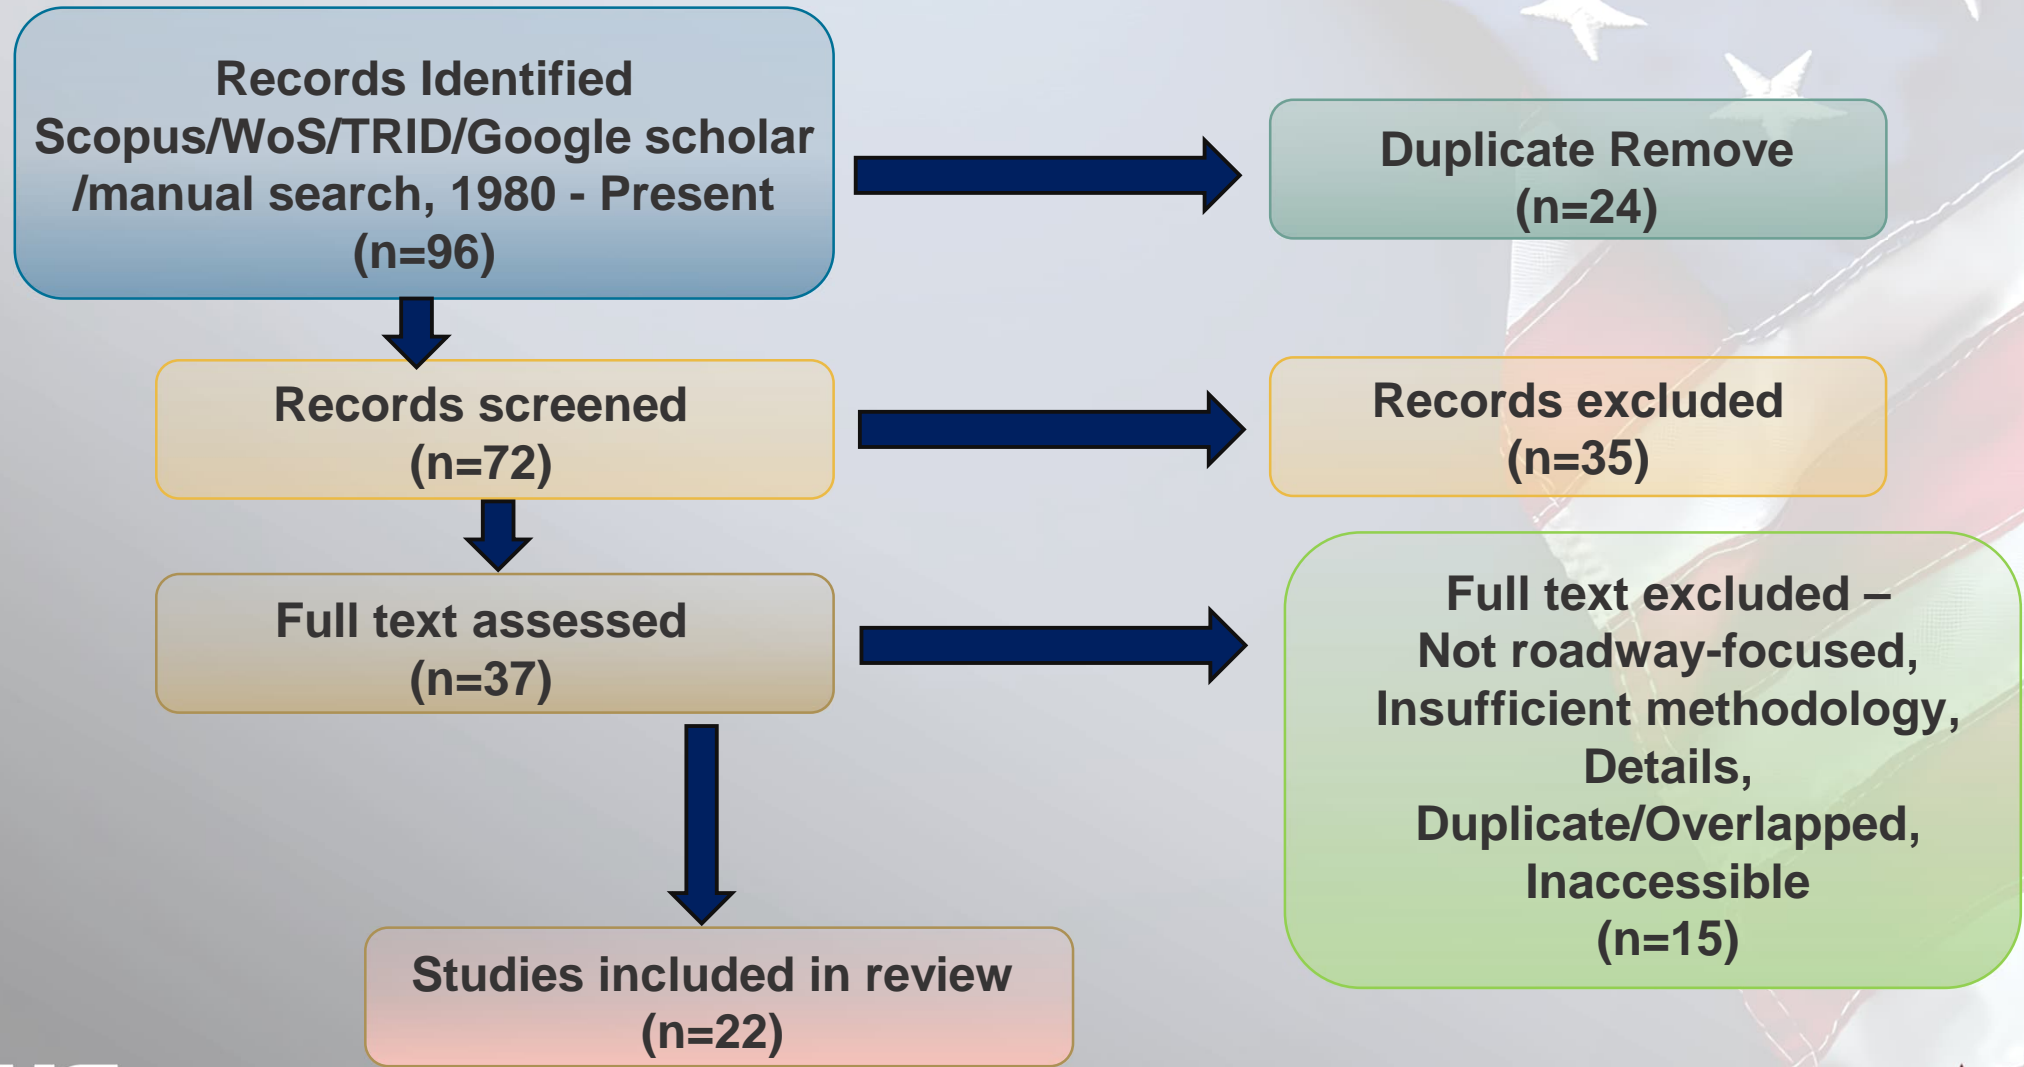 Records Identified
Scopus/WoS/TRID/Google scholar
/manual search, 1980 - Present
(n=96)
Duplicate Remove
(n=24)
Records screened
(n=72)
Records excluded
(n=35)
Full text assessed
(n=37)
Full text excluded –
Not roadway-focused,
Insufficient methodology,
Details,
Duplicate/Overlapped,
Inaccessible
(n=15)
Studies included in review
(n=22)